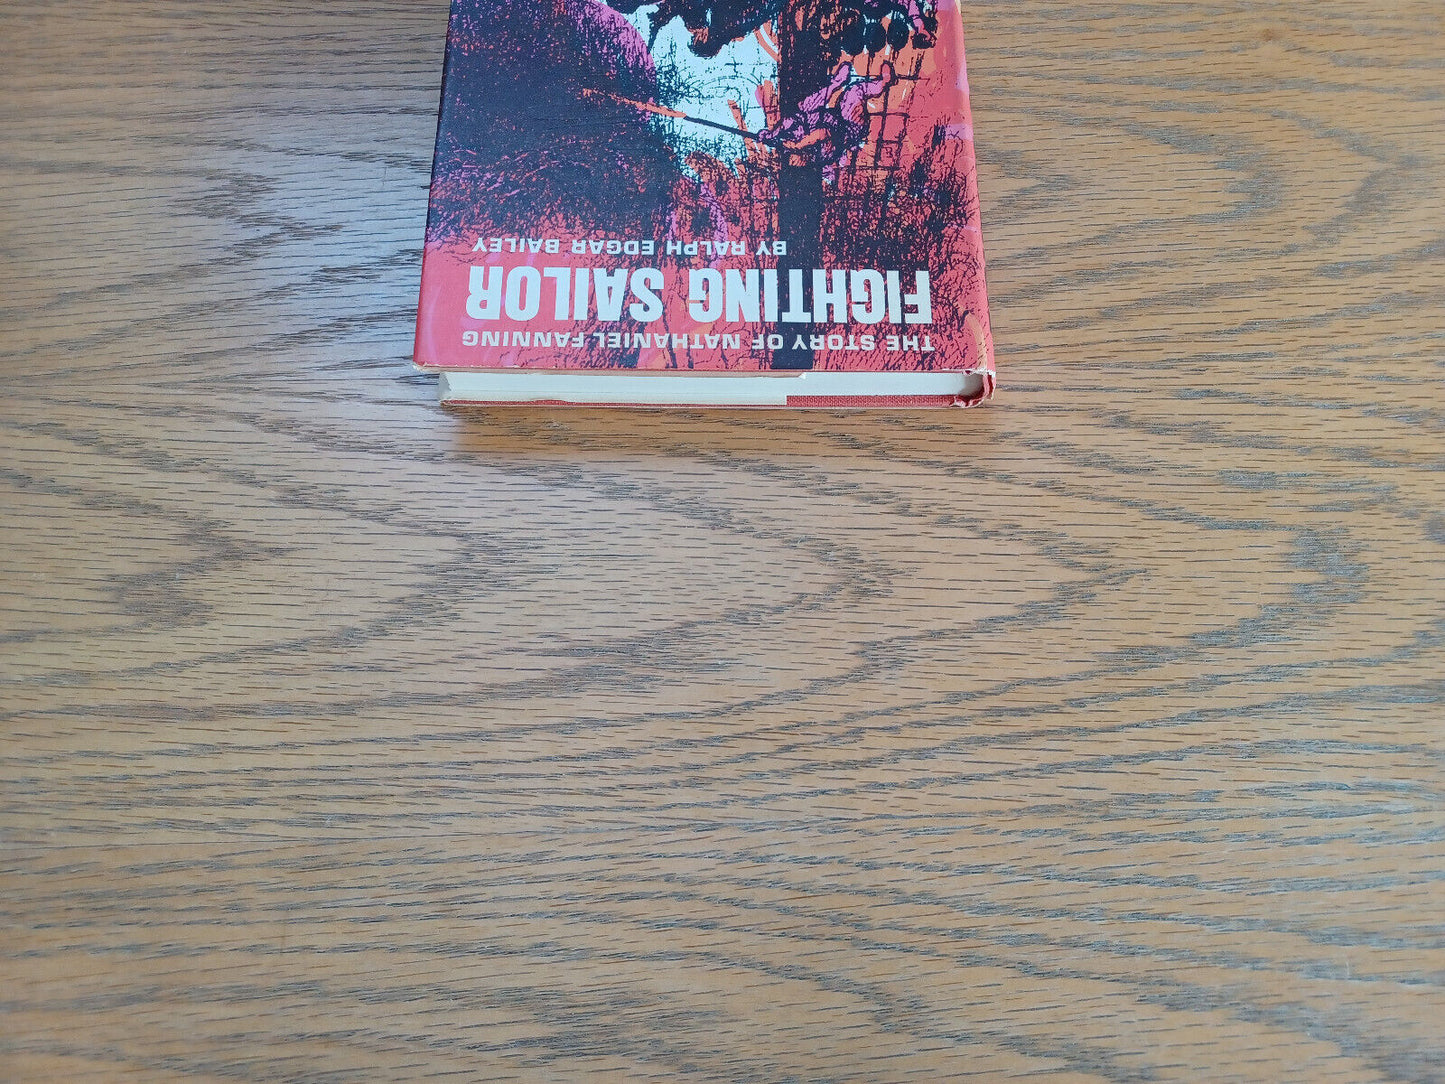 THE STORY OF NATHANIEL FANNING
FIGHTING SAILOR
BY RALPH EDGAR BAILEY